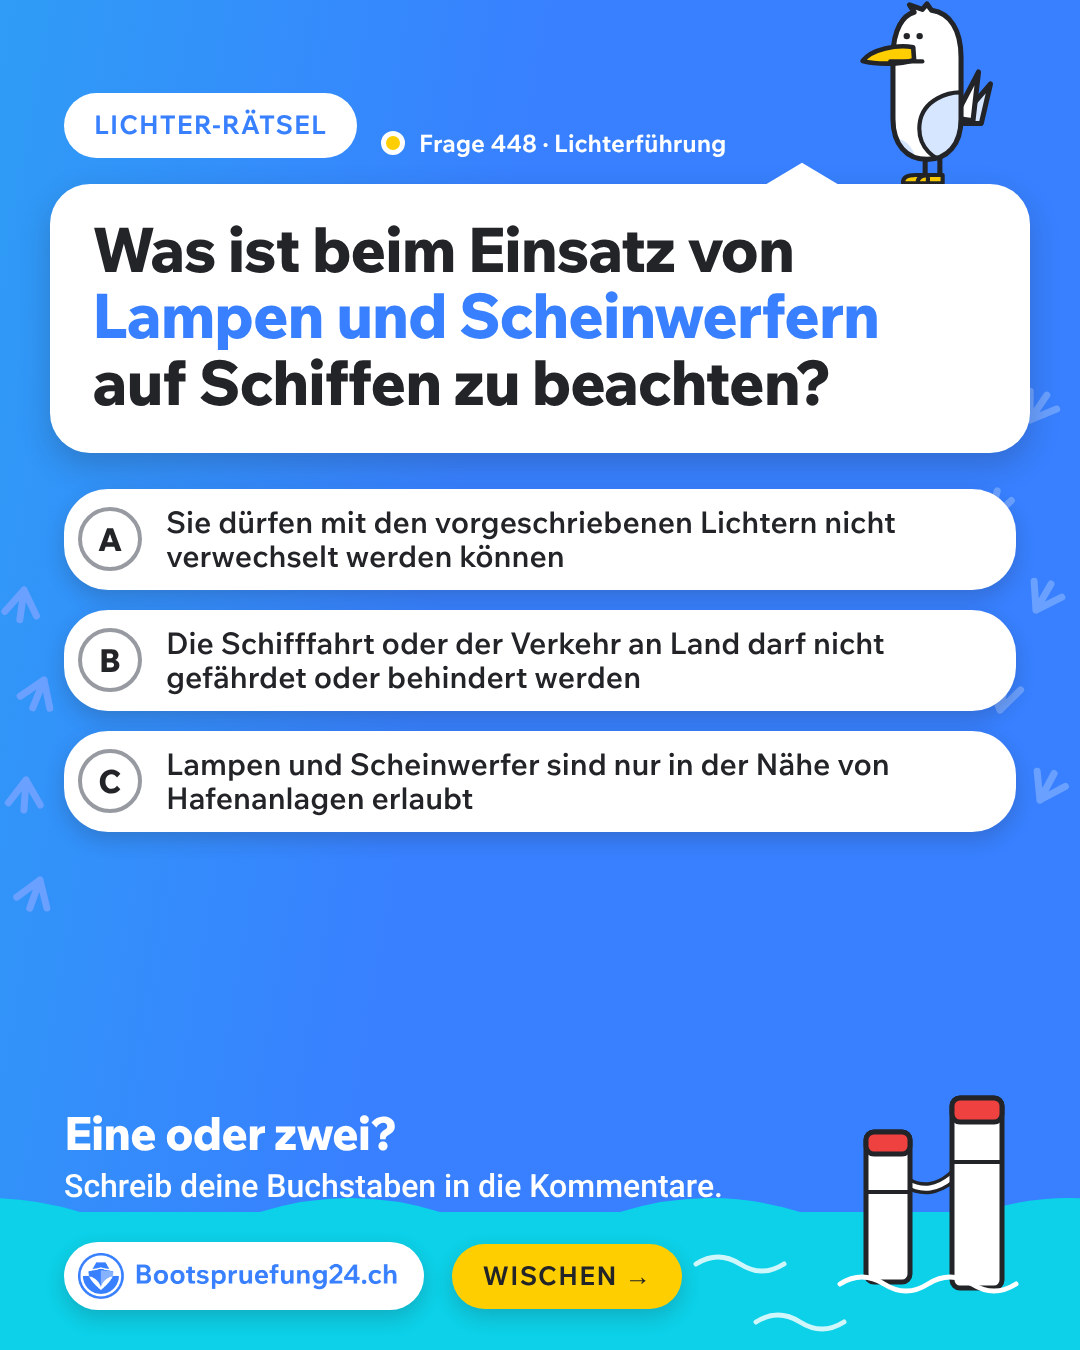 LICHTER-RÄTSEL
Frage 448 · Lichterführung
Was ist beim Einsatz von
Lampen und Scheinwerfern
auf Schiffen zu beachten?
A
Sie dürfen mit den vorgeschriebenen Lichtern nicht
verwechselt werden können
B
Die Schifffahrt oder der Verkehr an Land darf nicht
gefährdet oder behindert werden
C
Lampen und Scheinwerfer sind nur in der Nähe von
Hafenanlagen erlaubt
Eine oder zwei?
Schreib deine Buchstaben in die Kommentare.
Bootspruefung24.ch
WISCHEN →